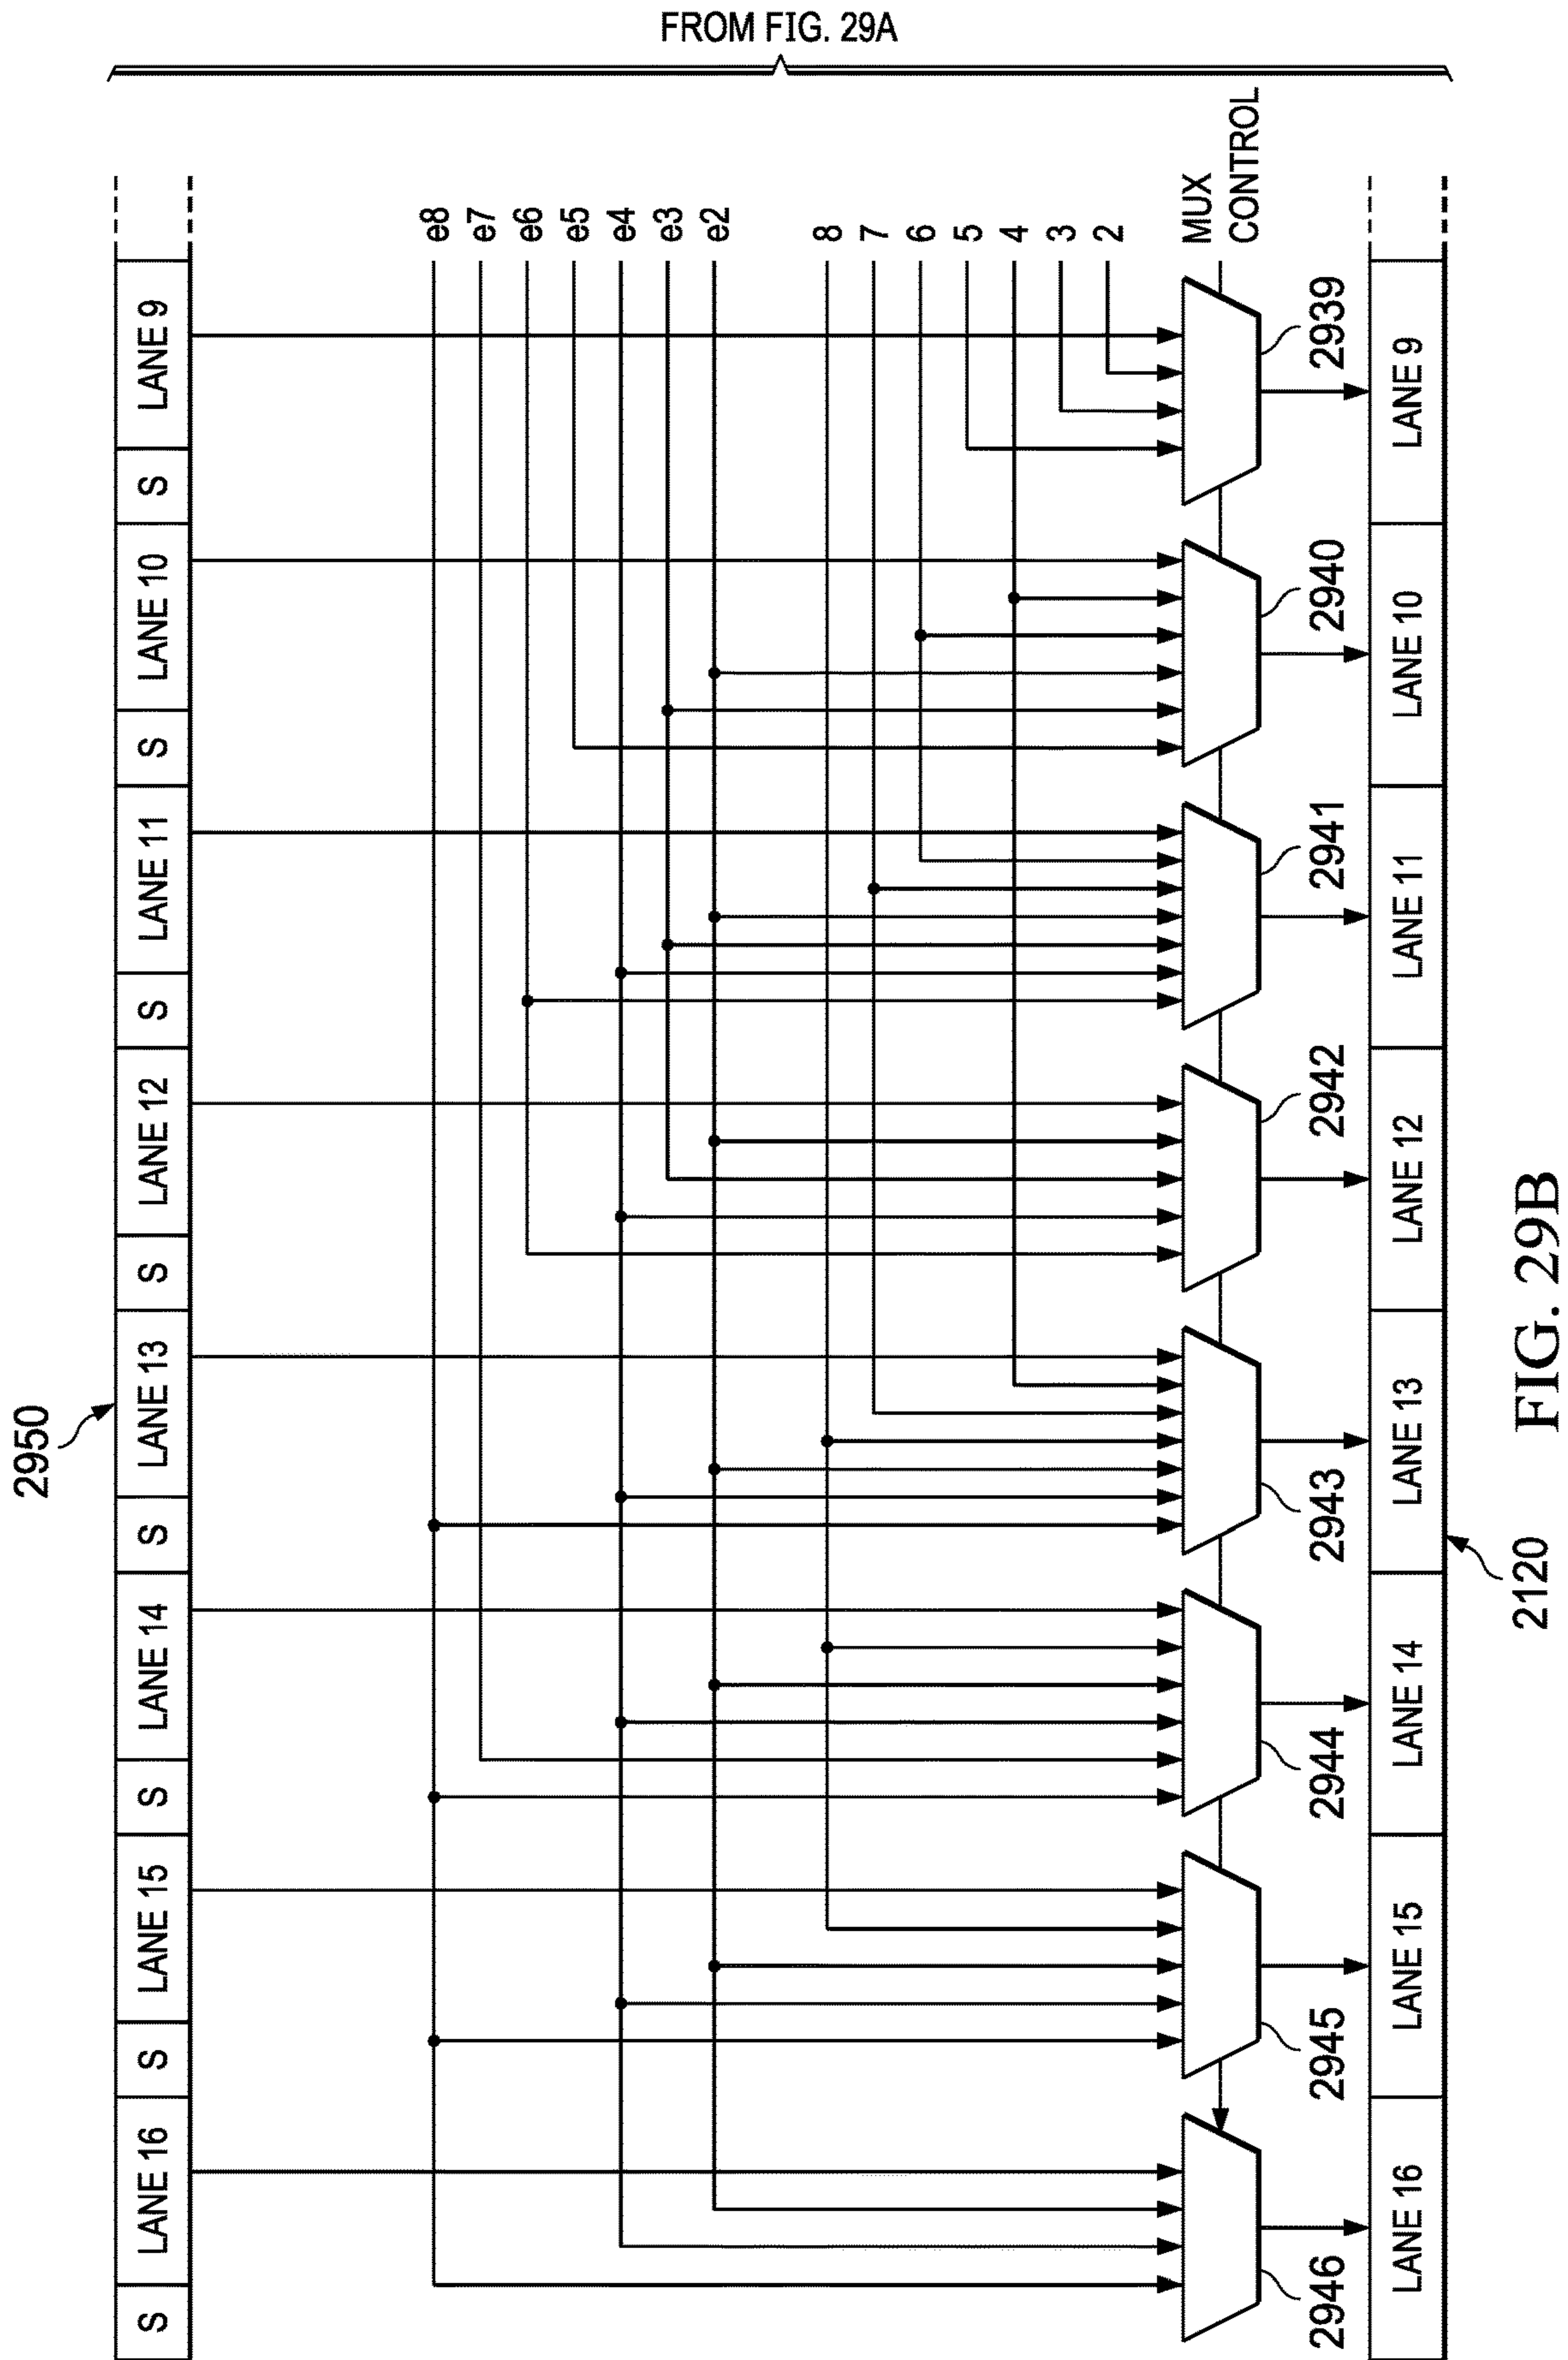 FROM FIG. 29A
2950
S LANE 16 S LANE 15 S LANE 14 S LANE 13 S LANE 12 S LANE 11 S LANE 10 S LANE 9
e8
e7
e6
e5
e4
e3
e2
8
7
6
5
4
3
2
MUX
CONTROL
2946 2945 2944 2943 2942 2941 2940 2939
LANE 16 LANE 15 LANE 14 LANE 13 LANE 12 LANE 11 LANE 10 LANE 9
2120
FIG. 29B